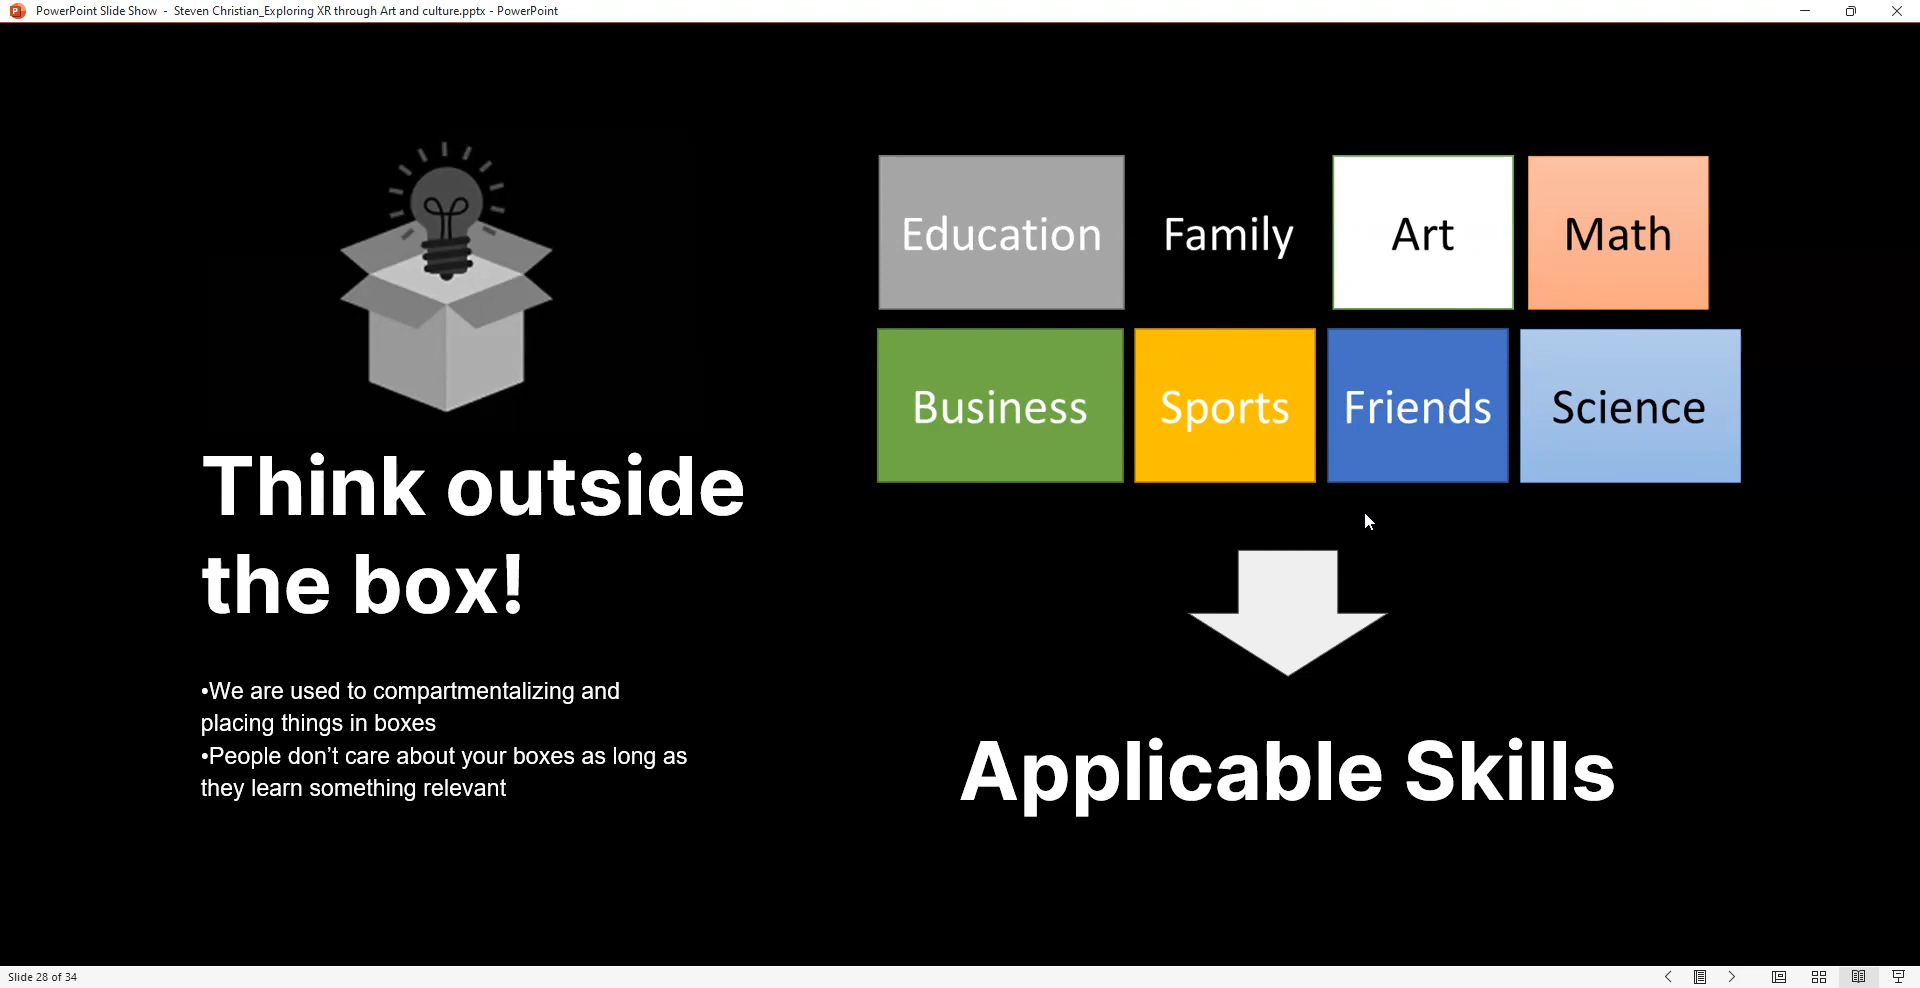 PowerPoint Slide Show - Steven Christian_Exploring XR through Art and culture.pptx - PowerPoint
Think outside
the box!
•We are used to compartmentalizing and
placing things in boxes
•People don’t care about your boxes as long as
they learn something relevant
Education Family Art Math
Business Sports Friends Science
Applicable Skills
Slide 28 of 34